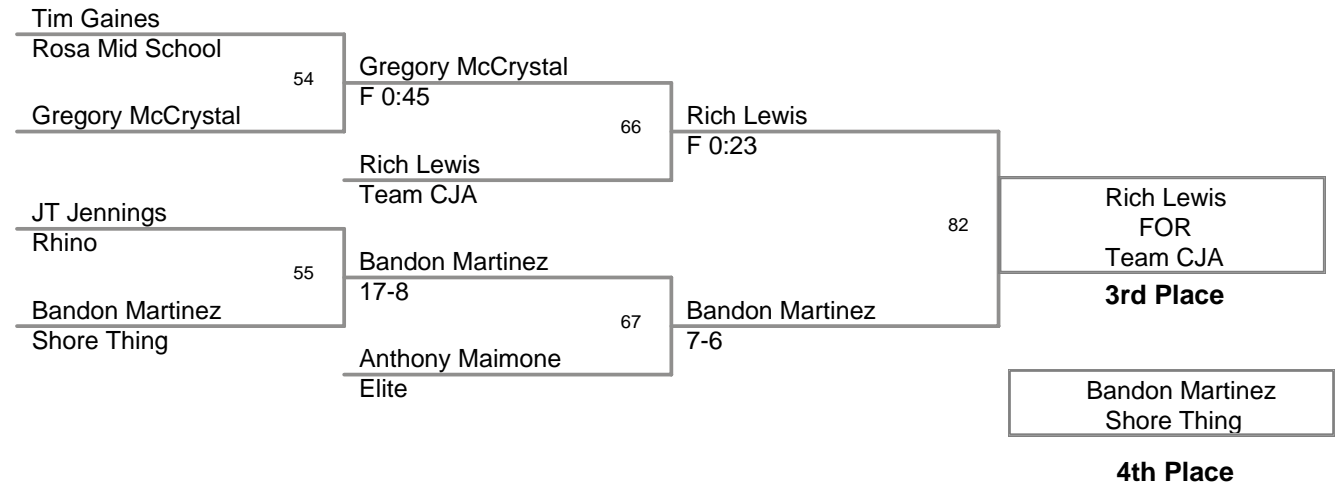 Tim Gaines
Rosa Mid School
54
Gregory McCrystal
F 0:45
Gregory McCrystal
66
Rich Lewis
F 0:23
Rich Lewis
Team CJA
JT Jennings
Rhino
82
Rich Lewis
FOR
Team CJA
3rd Place
55
Bandon Martinez
17-8
Bandon Martinez
Shore Thing
67
Bandon Martinez
7-6
Anthony Maimone
Elite
Bandon Martinez
Shore Thing
4th Place